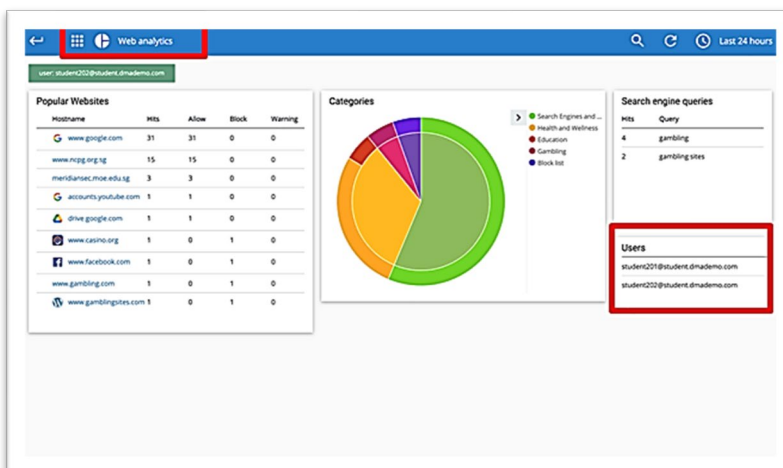 Web analytics
Last 24 hours
user: student202@student.dmademo.com
Popular Websites
Hostname Hits Allow Block Warning
www.google.com 31 31 0 0
www.ncpg.org.sg 15 15 0 0
meridiansec.moe.edu.sg 3 3 0 0
accounts.youtube.com 1 1 0 0
drive.google.com 1 1 0 0
www.casino.org 1 0 1 0
www.facebook.com 1 0 1 0
www.gambling.com 1 0 1 0
www.gamblingsites.com 1 0 1 0
Categories
Search Engines and ...
Health and Wellness
Education
Gambling
Block list
Search engine queries
Hits Query
4 gambling
2 gambling sites
Users
student201@student.dmademo.com
student202@student.dmademo.com